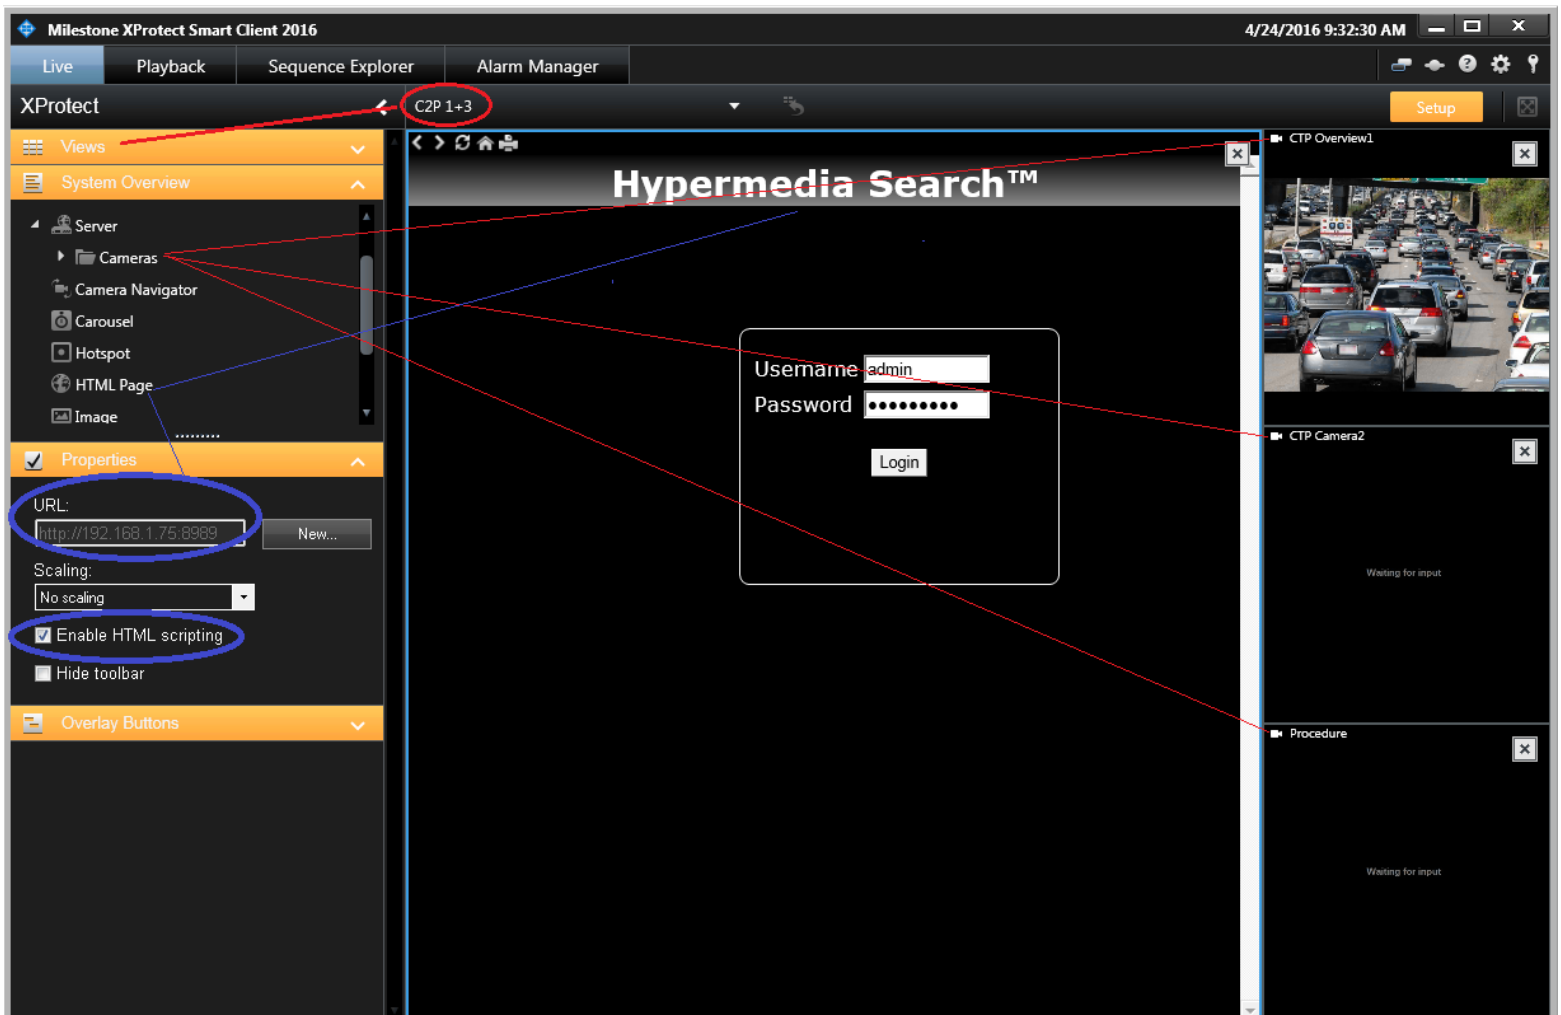 Milestone XProtect Smart Client 2016
4/24/2016 9:32:30 AM
Live
Playback
Sequence Explorer
Alarm Manager
XProtect
C2P 1+3
Setup
Views
System Overview
Server
Cameras
Camera Navigator
Carousel
Hotspot
HTML Page
Image
Properties
URL:
http://192.168.1.75:8989
New...
Scaling:
No scaling
Enable HTML scripting
Hide toolbar
Overlay Buttons
Hypermedia Search™
Username admin
Password ●●●●●●●●●
Login
CTP Overview1
CTP Camera2
Waiting for input
Procedure
Waiting for input